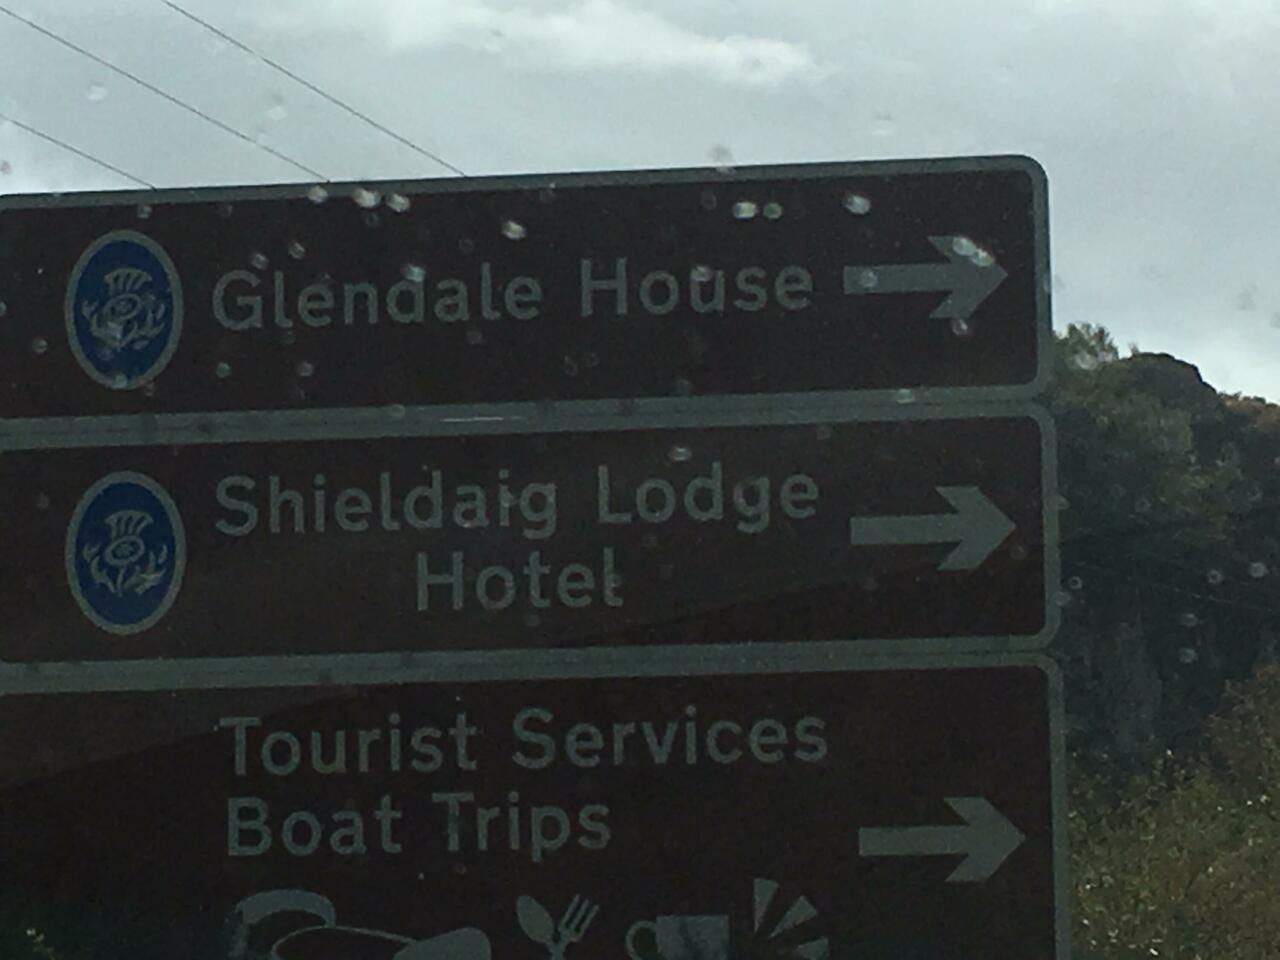 Glendale House
Shieldaig Lodge
Hotel
Tourist Services
Boat Trips